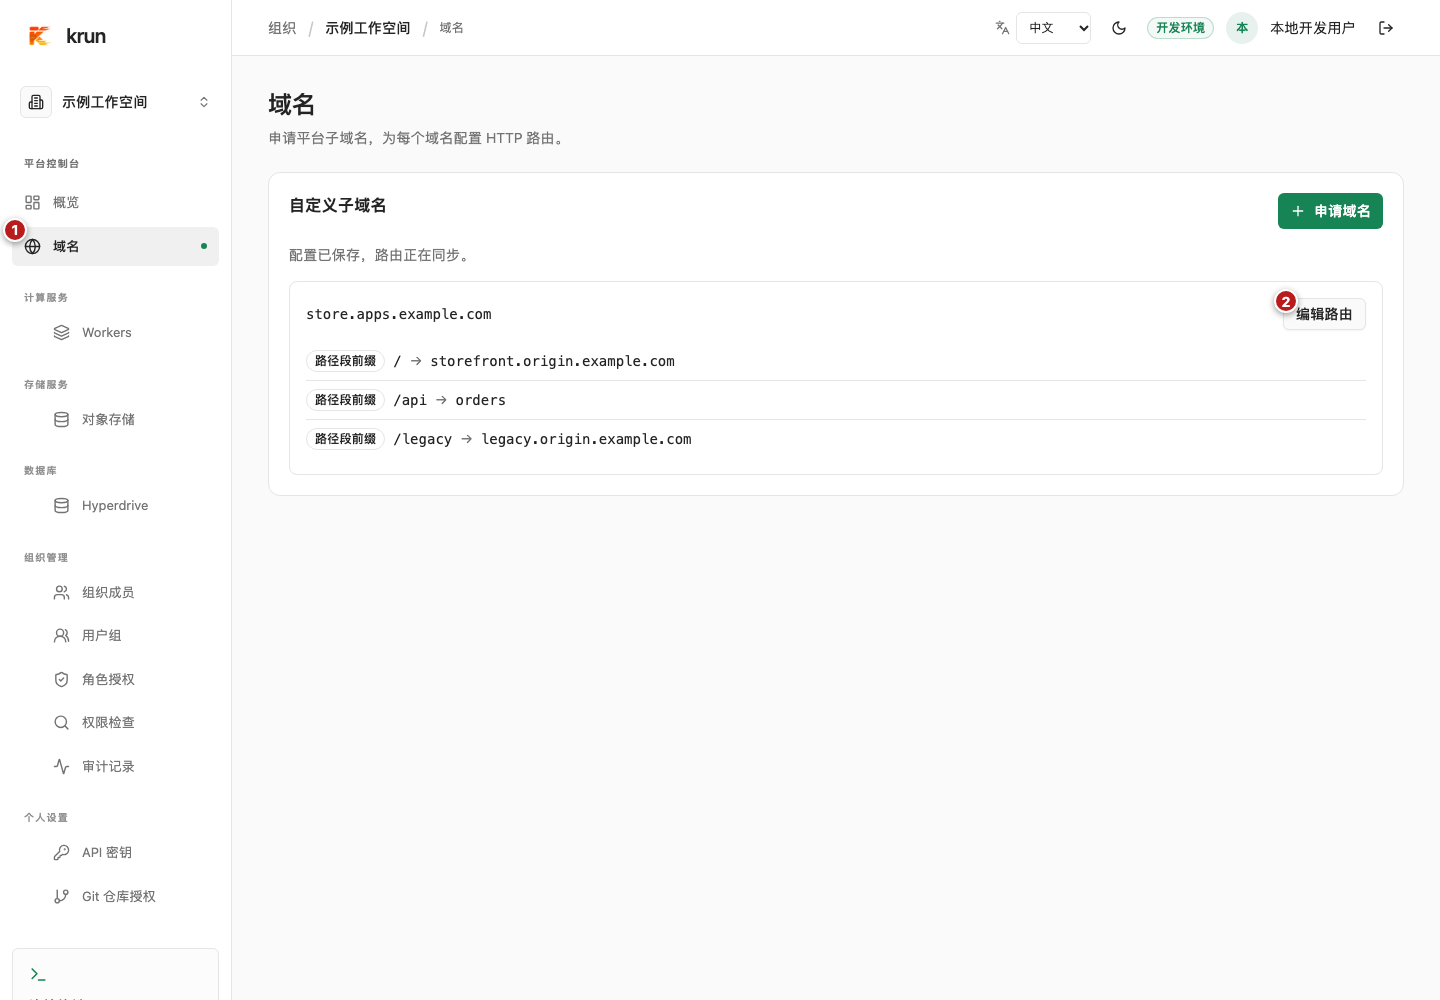 krun
示例工作空间
平台控制台
概览
1
域名
计算服务
Workers
存储服务
对象存储
数据库
Hyperdrive
组织管理
组织成员
用户组
角色授权
权限检查
审计记录
个人设置
API 密钥
Git 仓库授权
组织 / 示例工作空间 / 域名
中文
开发环境
本
本地开发用户
域名
申请平台子域名，为每个域名配置 HTTP 路由。
自定义子域名
+ 申请域名
配置已保存，路由正在同步。
store.apps.example.com
2
编辑路由
路径段前缀 / → storefront.origin.example.com
路径段前缀 /api → orders
路径段前缀 /legacy → legacy.origin.example.com